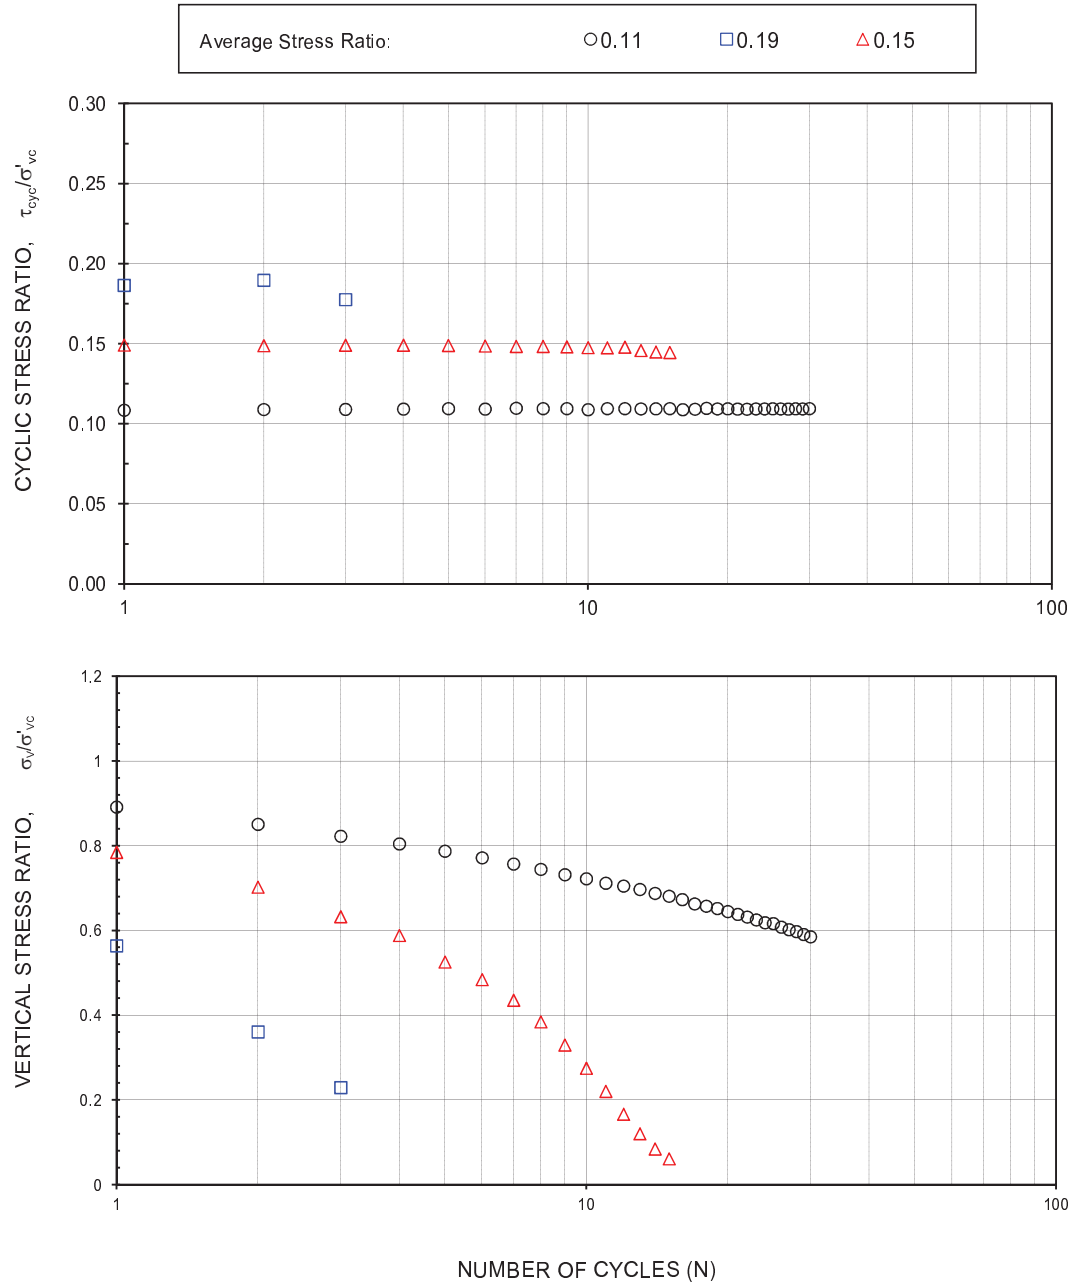 Average Stress Ratio: 0.11 0.19 0.15
CYCLIC STRESS RATIO, τcyc/σ'vc
0.30
0.25
0.20
0.15
0.10
0.05
0.00
1 10 100
VERTICAL STRESS RATIO, σv/σ'vc
1.2
1
0.8
0.6
0.4
0.2
0
1 10 100
NUMBER OF CYCLES (N)